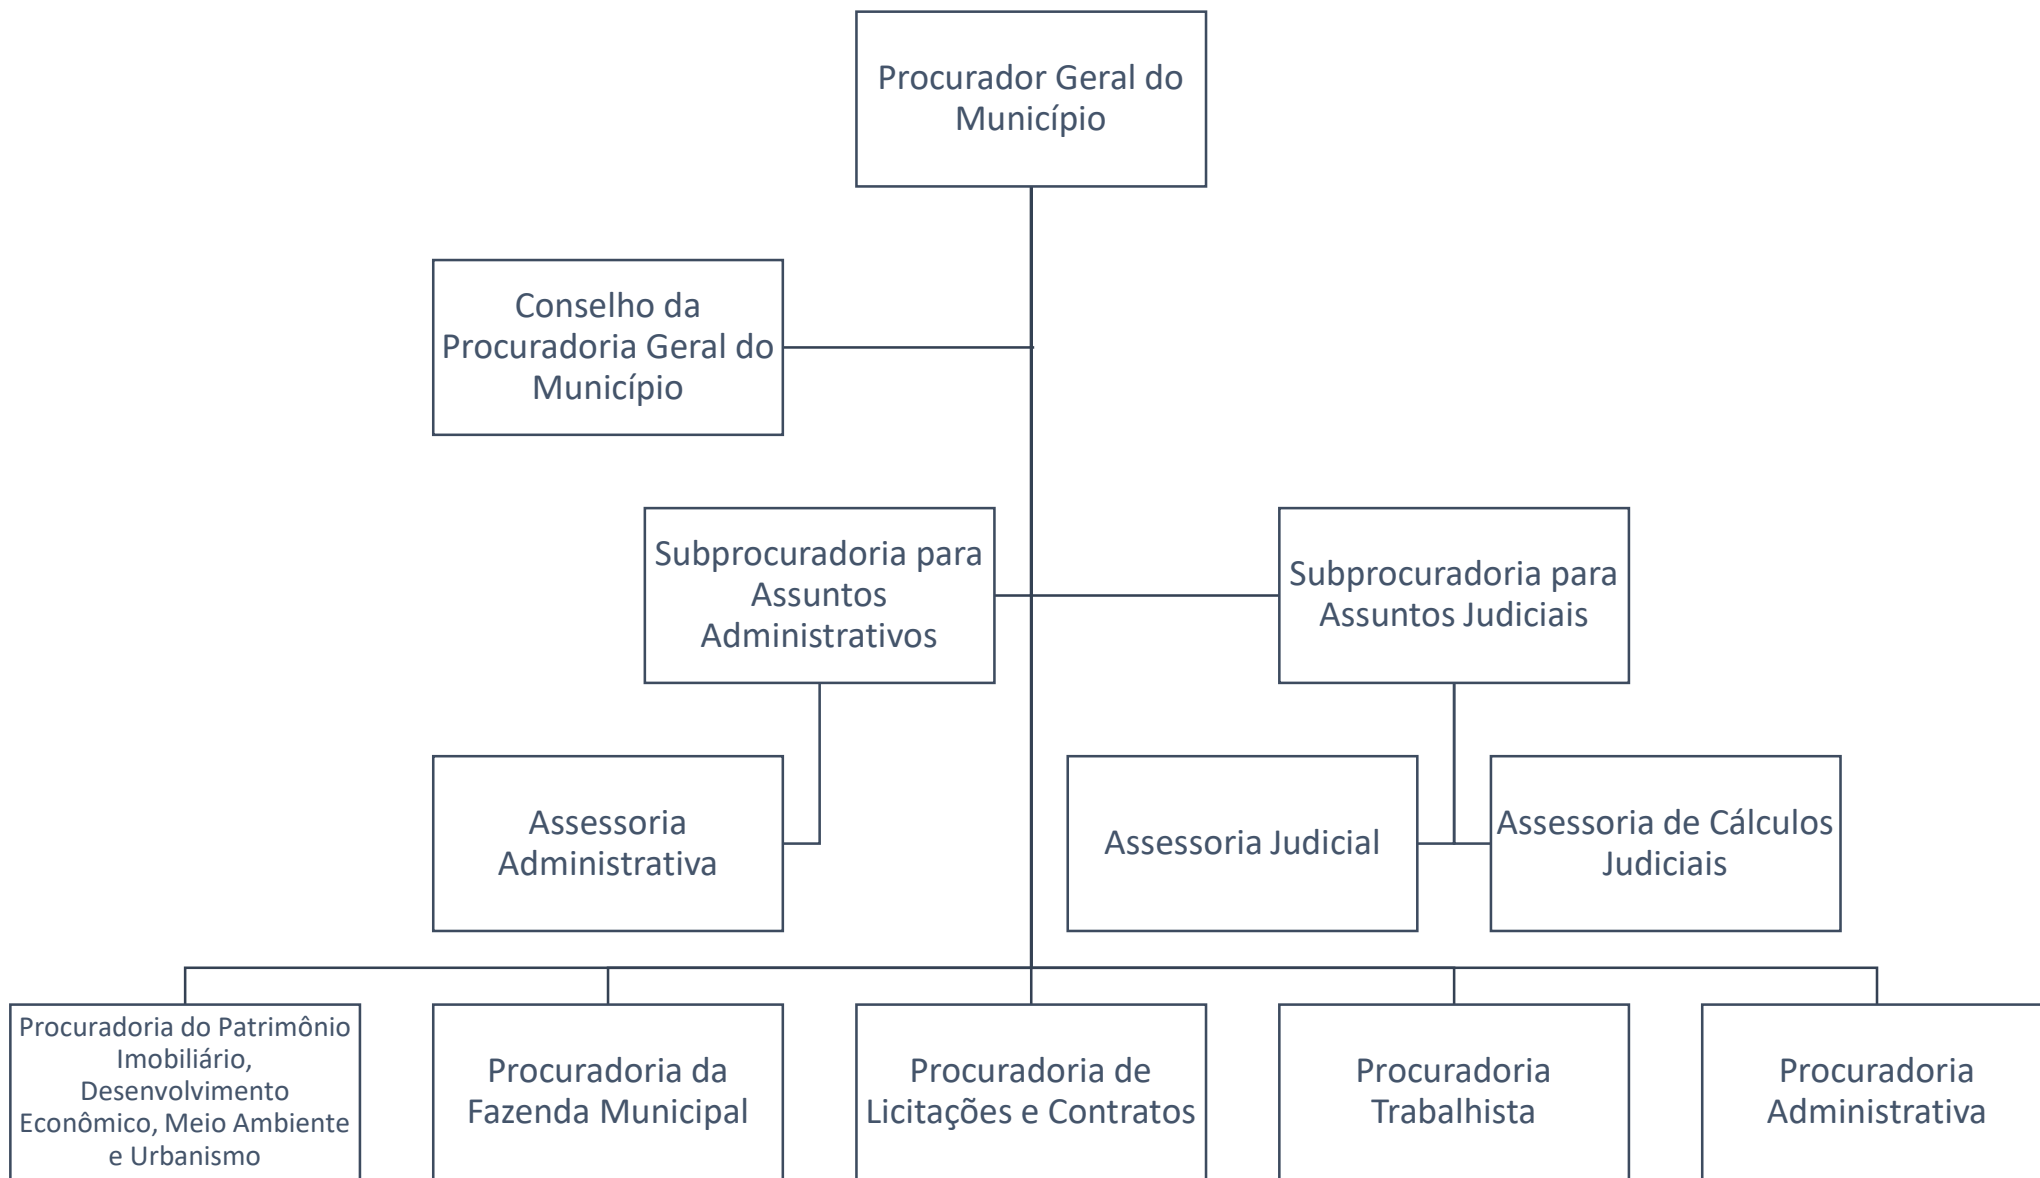 Procurador Geral do
Município
Conselho da
Procuradoria Geral do
Município
Subprocuradoria para
Assuntos
Administrativos
Subprocuradoria para
Assuntos Judiciais
Assessoria
Administrativa
Assessoria Judicial
Assessoria de Cálculos
Judiciais
Procuradoria do Patrimônio
Imobiliário,
Desenvolvimento
Econômico, Meio Ambiente
e Urbanismo
Procuradoria da
Fazenda Municipal
Procuradoria de
Licitações e Contratos
Procuradoria
Trabalhista
Procuradoria
Administrativa